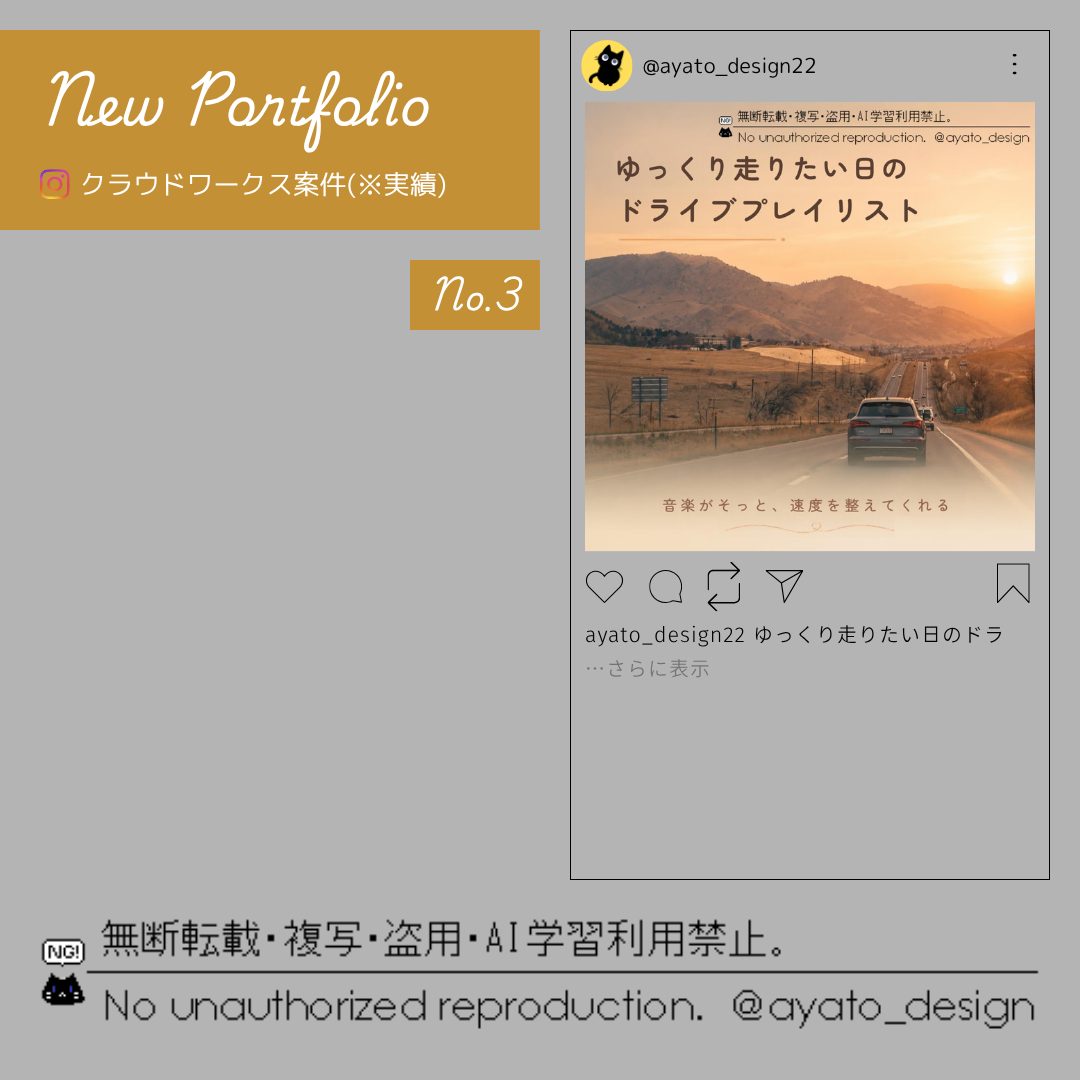 New Portfolio
クラウドワークス案件(※実績)
No.3
@ayato_design22
NG!
無断転載・複写・盗用・AI学習利用禁止。
No unauthorized reproduction. @ayato_design
ゆっくり走りたい日の
ドライブプレイリスト
音楽がそっと、速度を整えてくれる
ayato_design22 ゆっくり走りたい日のドラ
…さらに表示
NG!
無断転載・複写・盗用・AI学習利用禁止。
No unauthorized reproduction. @ayato_design